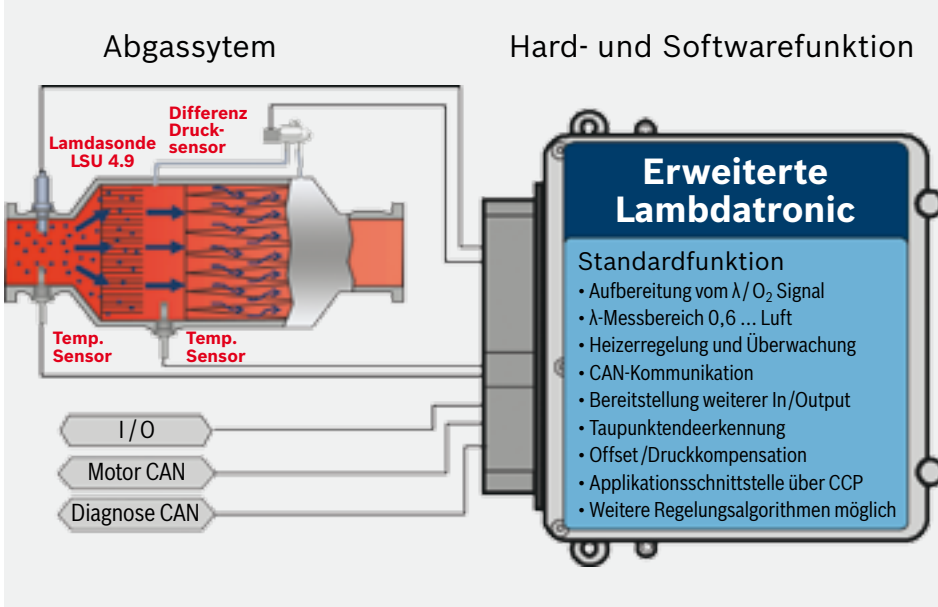 Abgassytem
Hard- und Softwarefunktion
Lamdasonde
LSU 4.9
Differenz
Druck-
sensor
Temp.
Sensor
Temp.
Sensor
I / O
Motor CAN
Diagnose CAN
Erweiterte
Lambdatronic
Standardfunktion
• Aufbereitung vom λ / O₂ Signal
• λ-Messbereich 0,6 ... Luft
• Heizerregelung und Überwachung
• CAN-Kommunikation
• Bereitstellung weiterer In/Output
• Taupunktendeerkennung
• Offset /Druckkompensation
• Applikationsschnittstelle über CCP
• Weitere Regelungsalgorithmen möglich